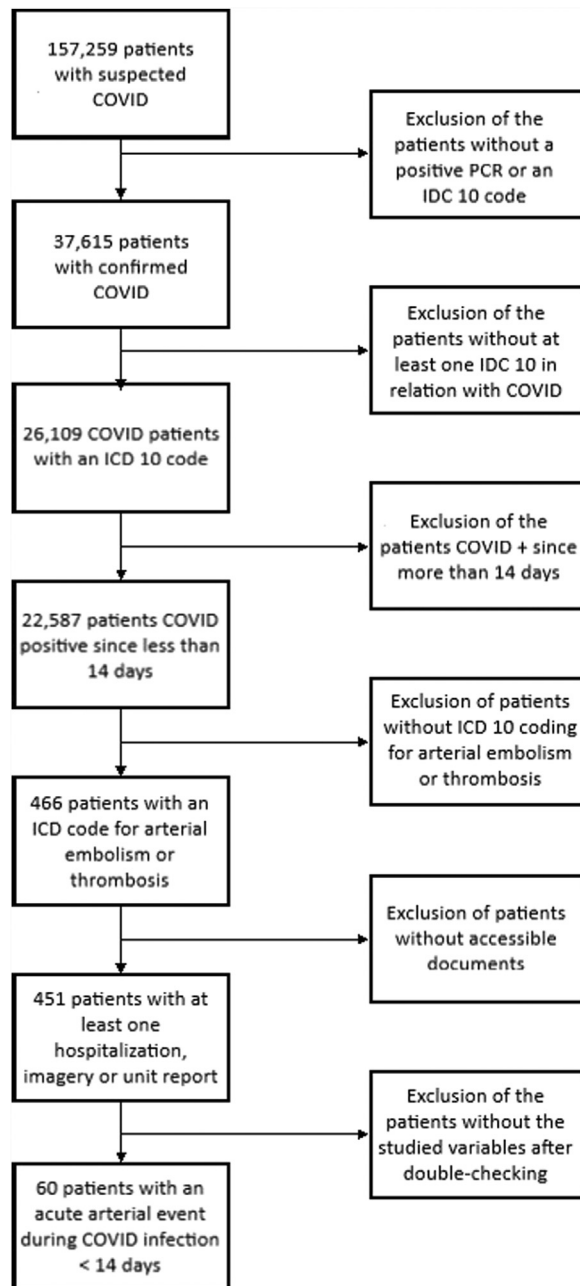 157,259 patients
with suspected
COVID
Exclusion of the
patients without a
positive PCR or an
IDC 10 code
37,615 patients
with confirmed
COVID
Exclusion of the
patients without at
least one IDC 10 in
relation with COVID
26,109 COVID patients
with an ICD 10 code
Exclusion of the
patients COVID + since
more than 14 days
22,587 patients COVID
positive since less than
14 days
Exclusion of patients
without ICD 10 coding
for arterial embolism
or thrombosis
466 patients with an
ICD code for arterial
embolism or
thrombosis
Exclusion of patients
without accessible
documents
451 patients with at
least one
hospitalization,
imagery or unit report
Exclusion of the
patients without the
studied variables after
double-checking
60 patients with an
acute arterial event
during COVID infection
< 14 days